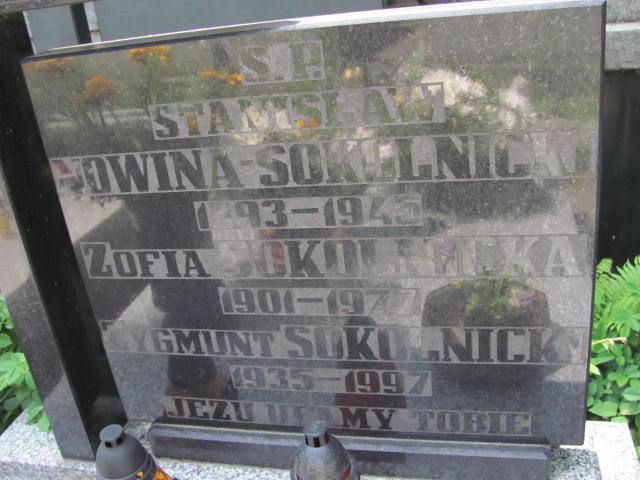 Ś.P.
STANISŁAW
NOWINA-SOKOLNICKI
1893-1945
ZOFIA SOKOLNICKA
1901-1977
ZYGMUNT SOKOLNICKI
1935-1997
JEZU UFAMY TOBIE